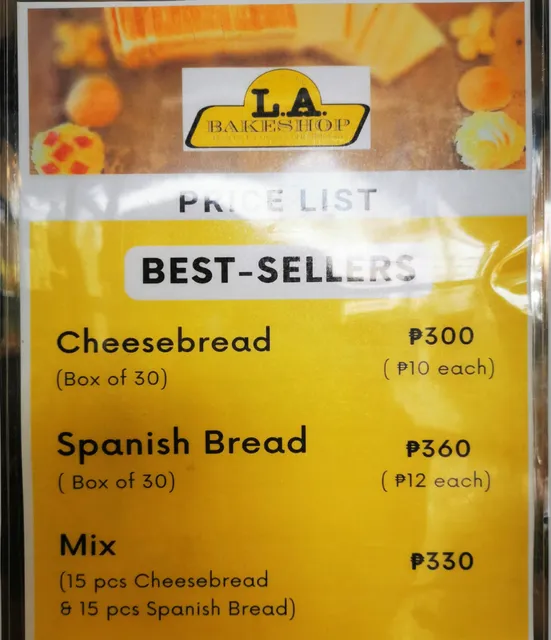 L.A.
BAKESHOP
PRICE LIST
BEST-SELLERS
Cheesebread ₱300
(Box of 30) ( ₱10 each)
Spanish Bread ₱360
( Box of 30) ( ₱12 each)
Mix ₱330
(15 pcs Cheesebread
& 15 pcs Spanish Bread)